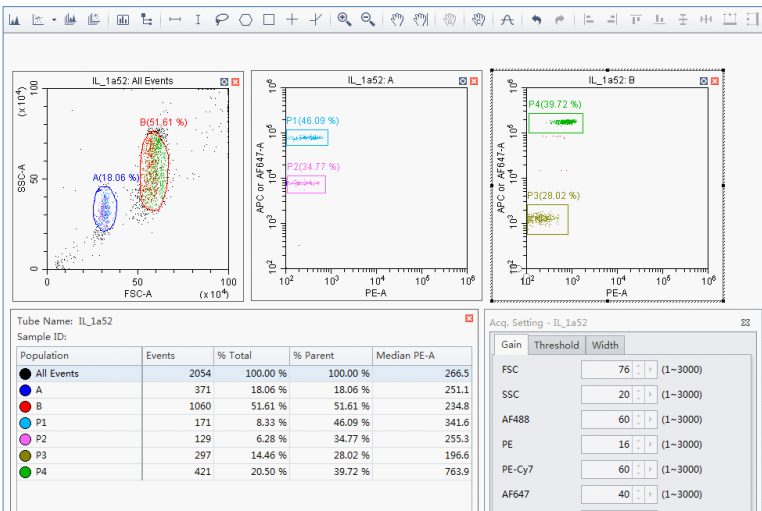 IL_1a52: All Events
B(51.61 %)
A(18.06 %)
SSC-A
(x 10⁴)
100
50
0
0 50 100
FSC-A (x 10⁴)
IL_1a52: A
P1(46.09 %)
P2(34.77 %)
APC or AF647-A
10⁶
10⁵
10⁴
10³
10²
10² 10³ 10⁴ 10⁵ 10⁶
PE-A
IL_1a52: B
P4(39.72 %)
P3(28.02 %)
APC or AF647-A
10⁶
10⁵
10⁴
10³
10²
10² 10³ 10⁴ 10⁵ 10⁶
PE-A
Tube Name: IL_1a52
Sample ID:
Population Events % Total % Parent Median PE-A
All Events 2054 100.00 % 100.00 % 266.5
A 371 18.06 % 18.06 % 251.1
B 1060 51.61 % 51.61 % 234.8
P1 171 8.33 % 46.09 % 341.6
P2 129 6.28 % 34.77 % 255.3
P3 297 14.46 % 28.02 % 196.6
P4 421 20.50 % 39.72 % 763.9
Acq. Setting - IL_1a52
Gain Threshold Width
FSC 76 (1~3000)
SSC 20 (1~3000)
AF488 60 (1~3000)
PE 16 (1~3000)
PE-Cy7 60 (1~3000)
AF647 40 (1~3000)